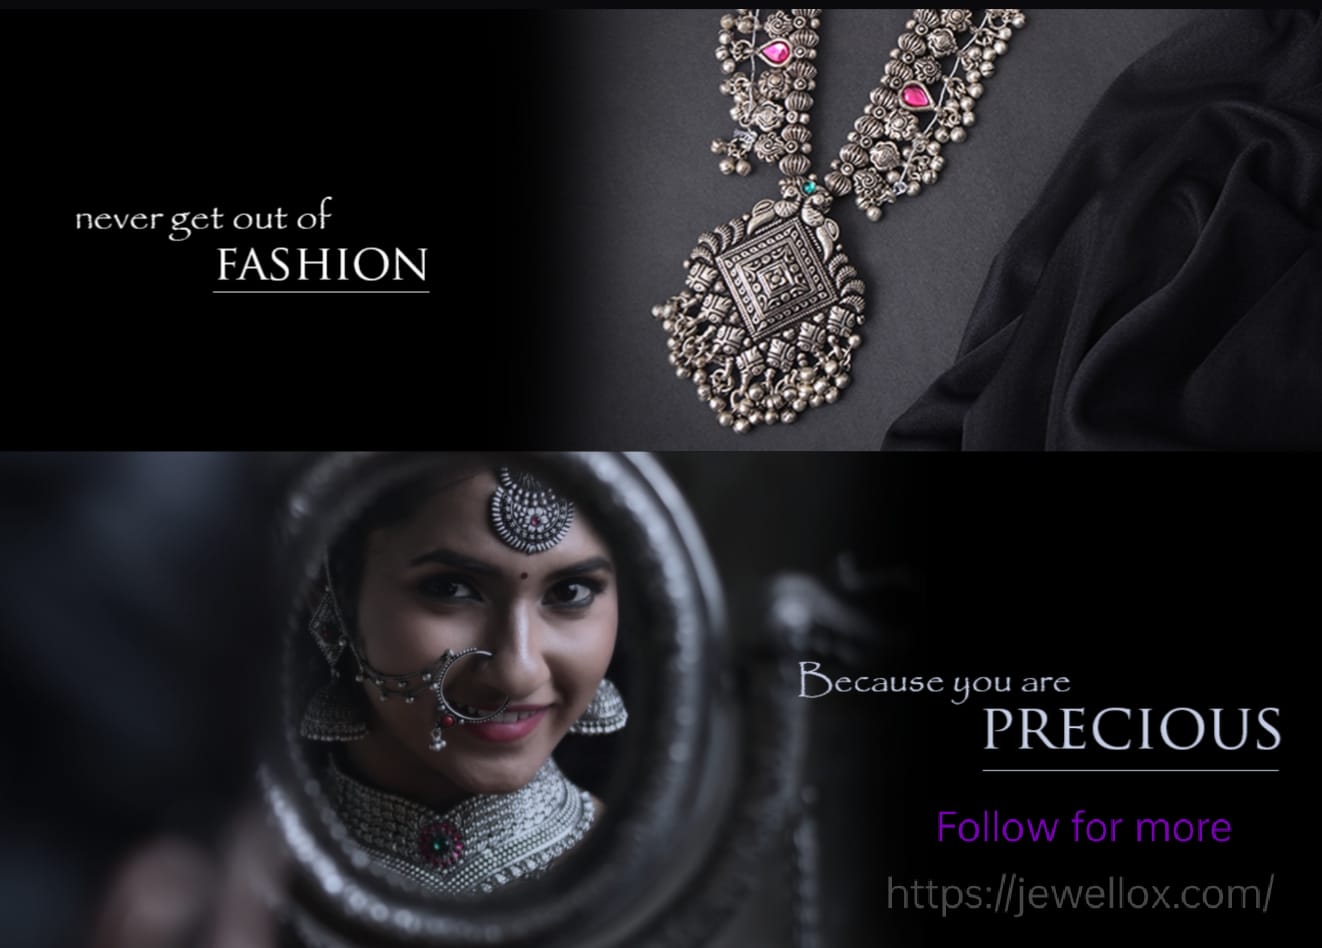 never get out of
FASHION
Because you are
PRECIOUS
Follow for more
https://jewellox.com/